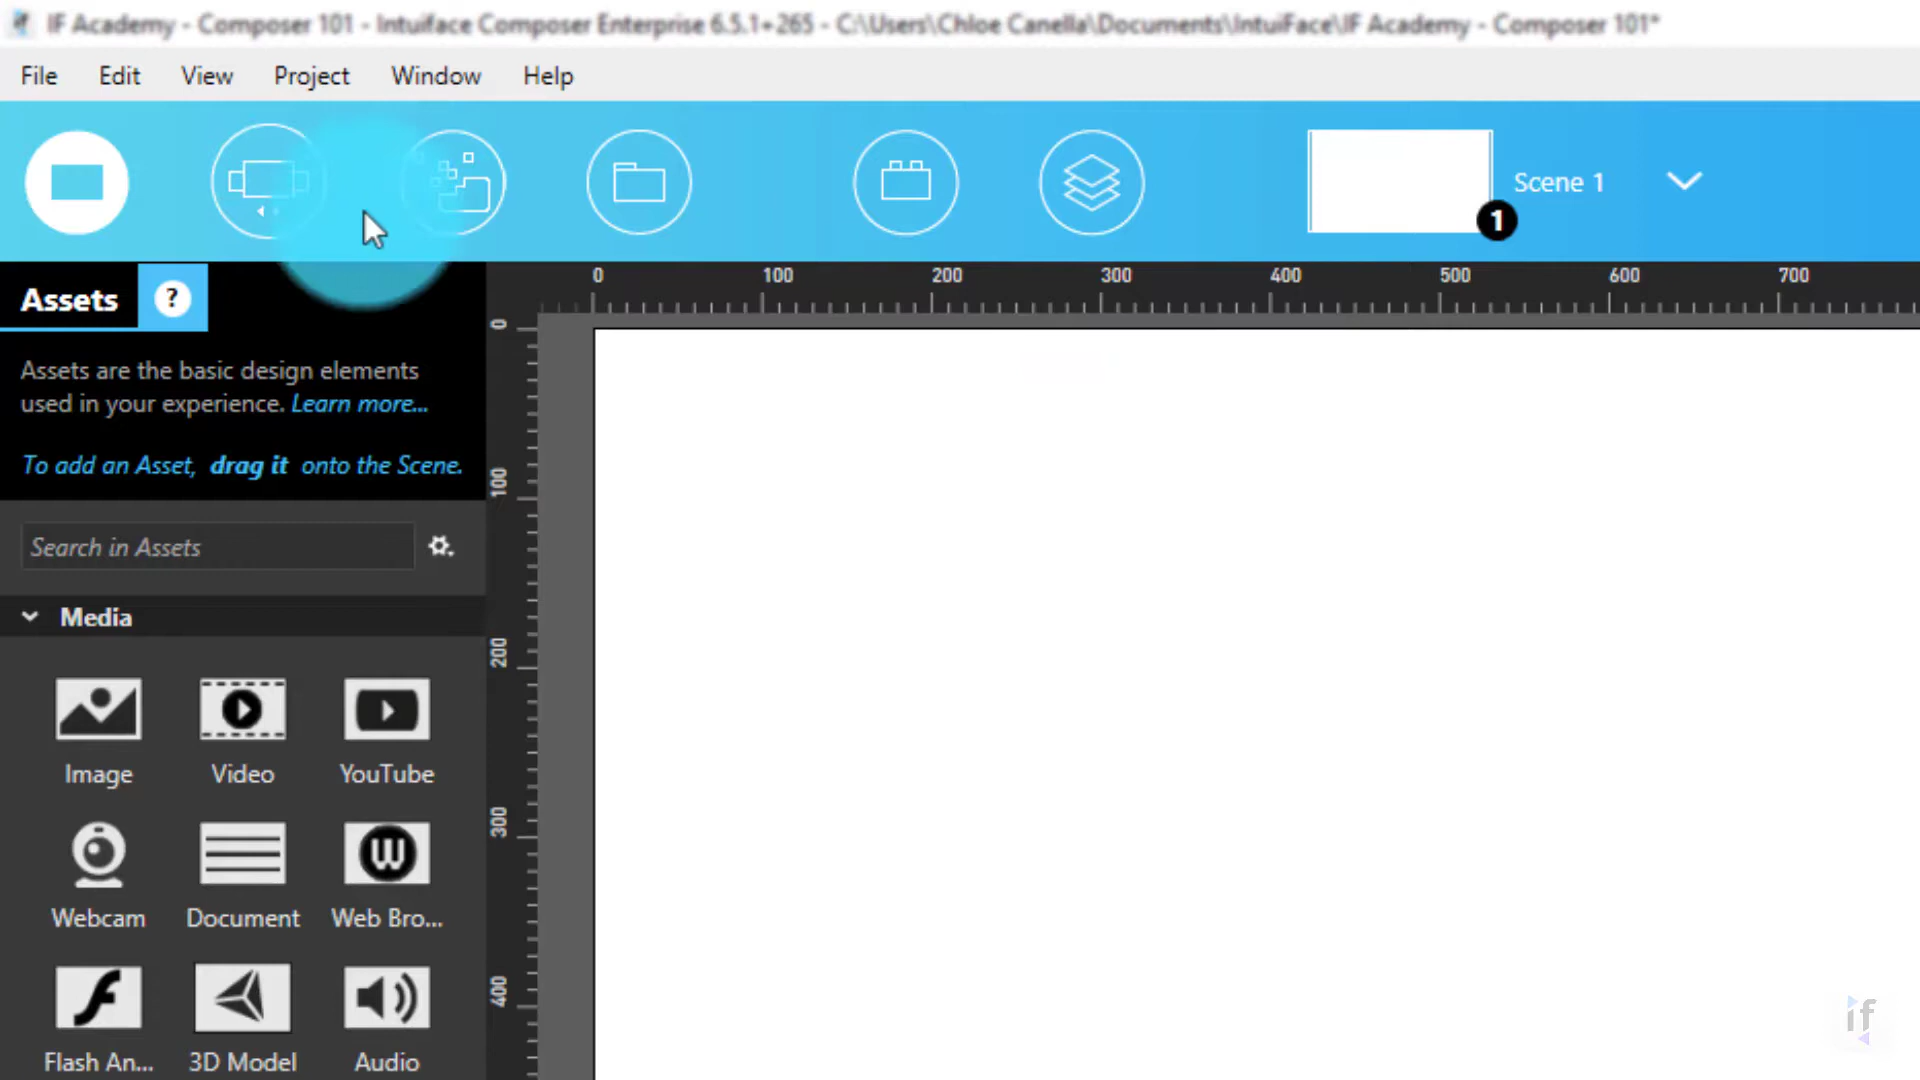 IF Academy - Composer 101 - Intuiface Composer Enterprise 6.5.1+265 - C:\Users\Chloe Canella\Documents\IntuiFace\IF Academy - Composer 101*
File Edit View Project Window Help
Scene 1
1
Assets ?
0 100 200 300 400 500 600 700
0
Assets are the basic design elements
used in your experience. Learn more...
To add an Asset, drag it onto the Scene.
100
Search in Assets
Media
200
Image Video YouTube
300
W
Webcam Document Web Bro...
400
Flash An... 3D Model Audio
if